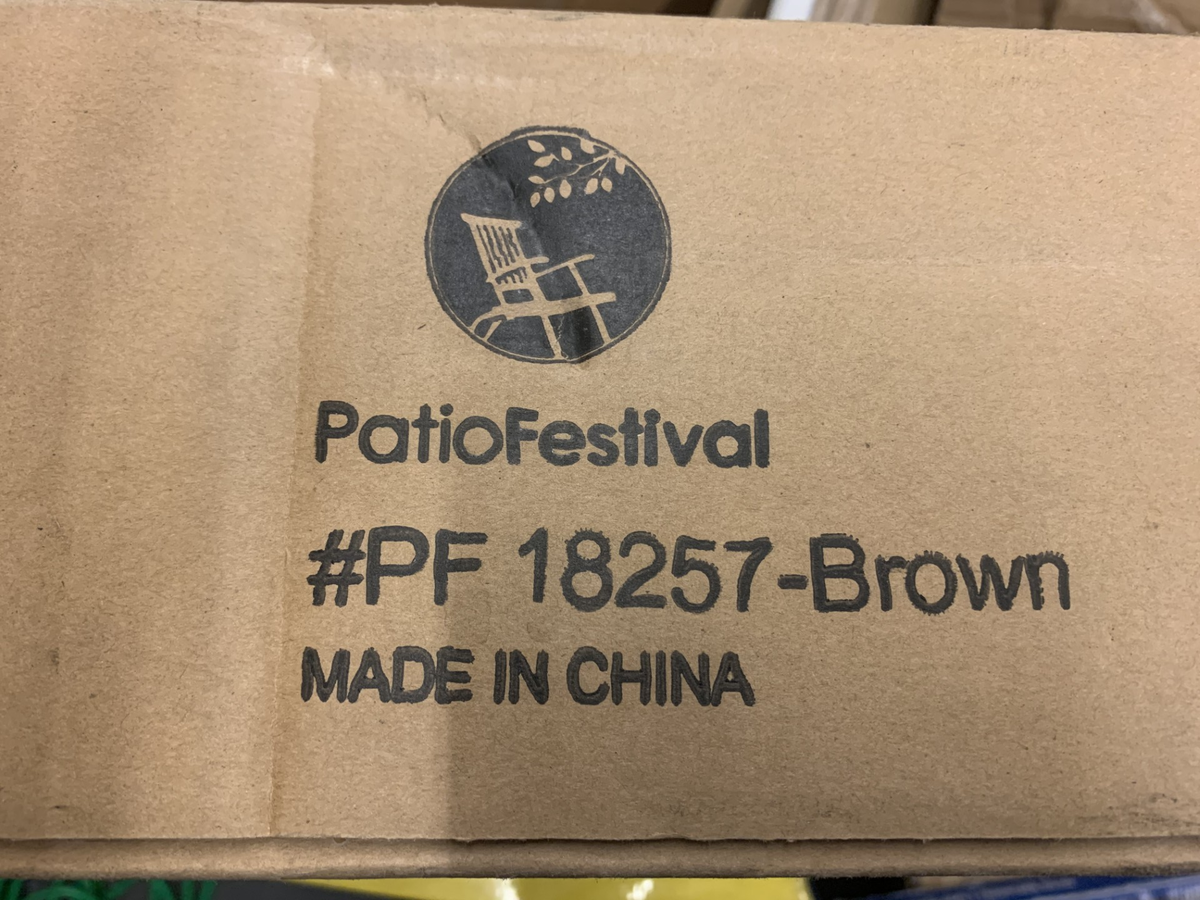 PatioFestival
#PF 18257-Brown
MADE IN CHINA